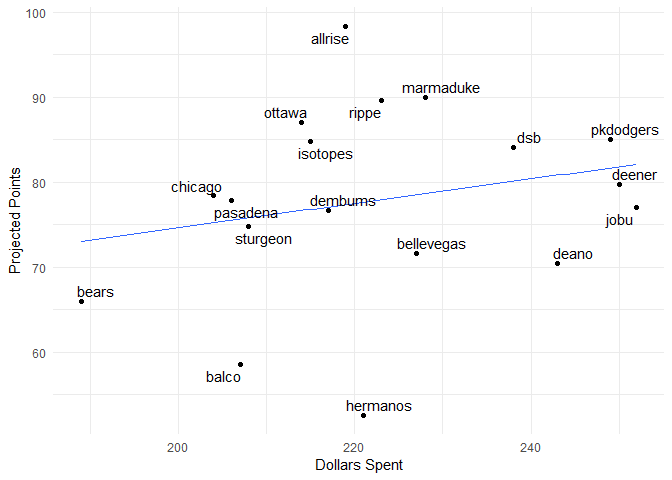 100
allrise
90
marmaduke
rippe
ottawa
dsb
pkdodgers
isotopes
80
deener
chicago
pasadena
dembums
jobu
sturgeon
bellevegas
70
deano
bears
60
balco
hermanos
Projected Points
200
220
240
Dollars Spent